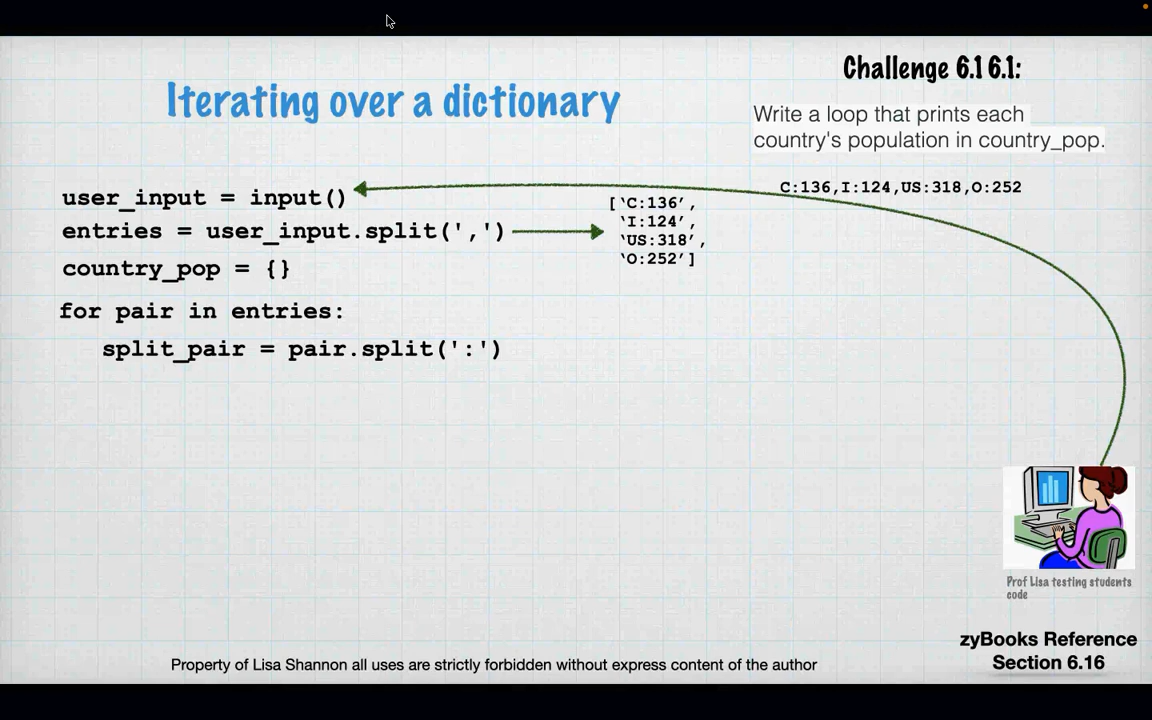 Challenge 6.1 6.1:
Iterating over a dictionary
Write a loop that prints each
country's population in country_pop.
C:136,I:124,US:318,O:252
user_input = input()
entries = user_input.split(',')
[‘C:136’,
‘I:124’,
‘US:318’,
‘O:252’]
country_pop = {}
for pair in entries:
split_pair = pair.split(':')
Prof Lisa testing students
code
zyBooks Reference
Section 6.16
Property of Lisa Shannon all uses are strictly forbidden without express content of the author